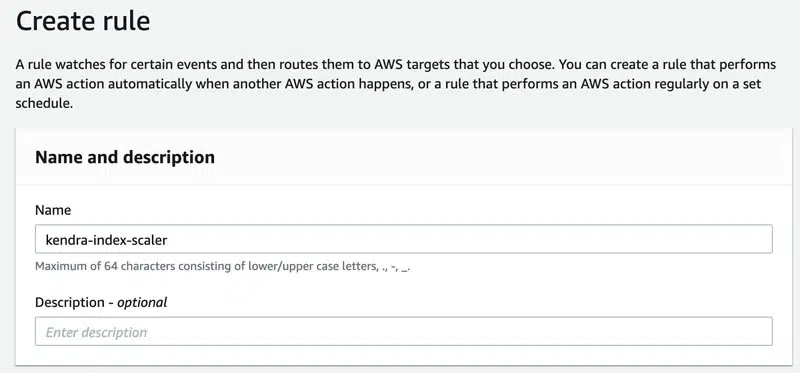 Create rule
A rule watches for certain events and then routes them to AWS targets that you choose. You can create a rule that performs
an AWS action automatically when another AWS action happens, or a rule that performs an AWS action regularly on a set
schedule.
Name and description
Name
kendra-index-scaler
Maximum of 64 characters consisting of lower/upper case letters, ., -, _.
Description - optional
Enter description